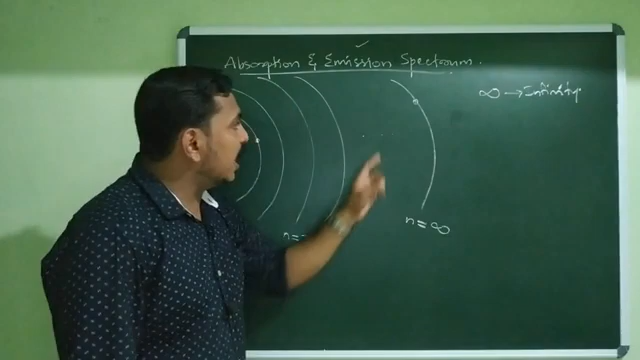 Absorption & Emission Spectrum.
∞ → Infinity
n =
n = ∞